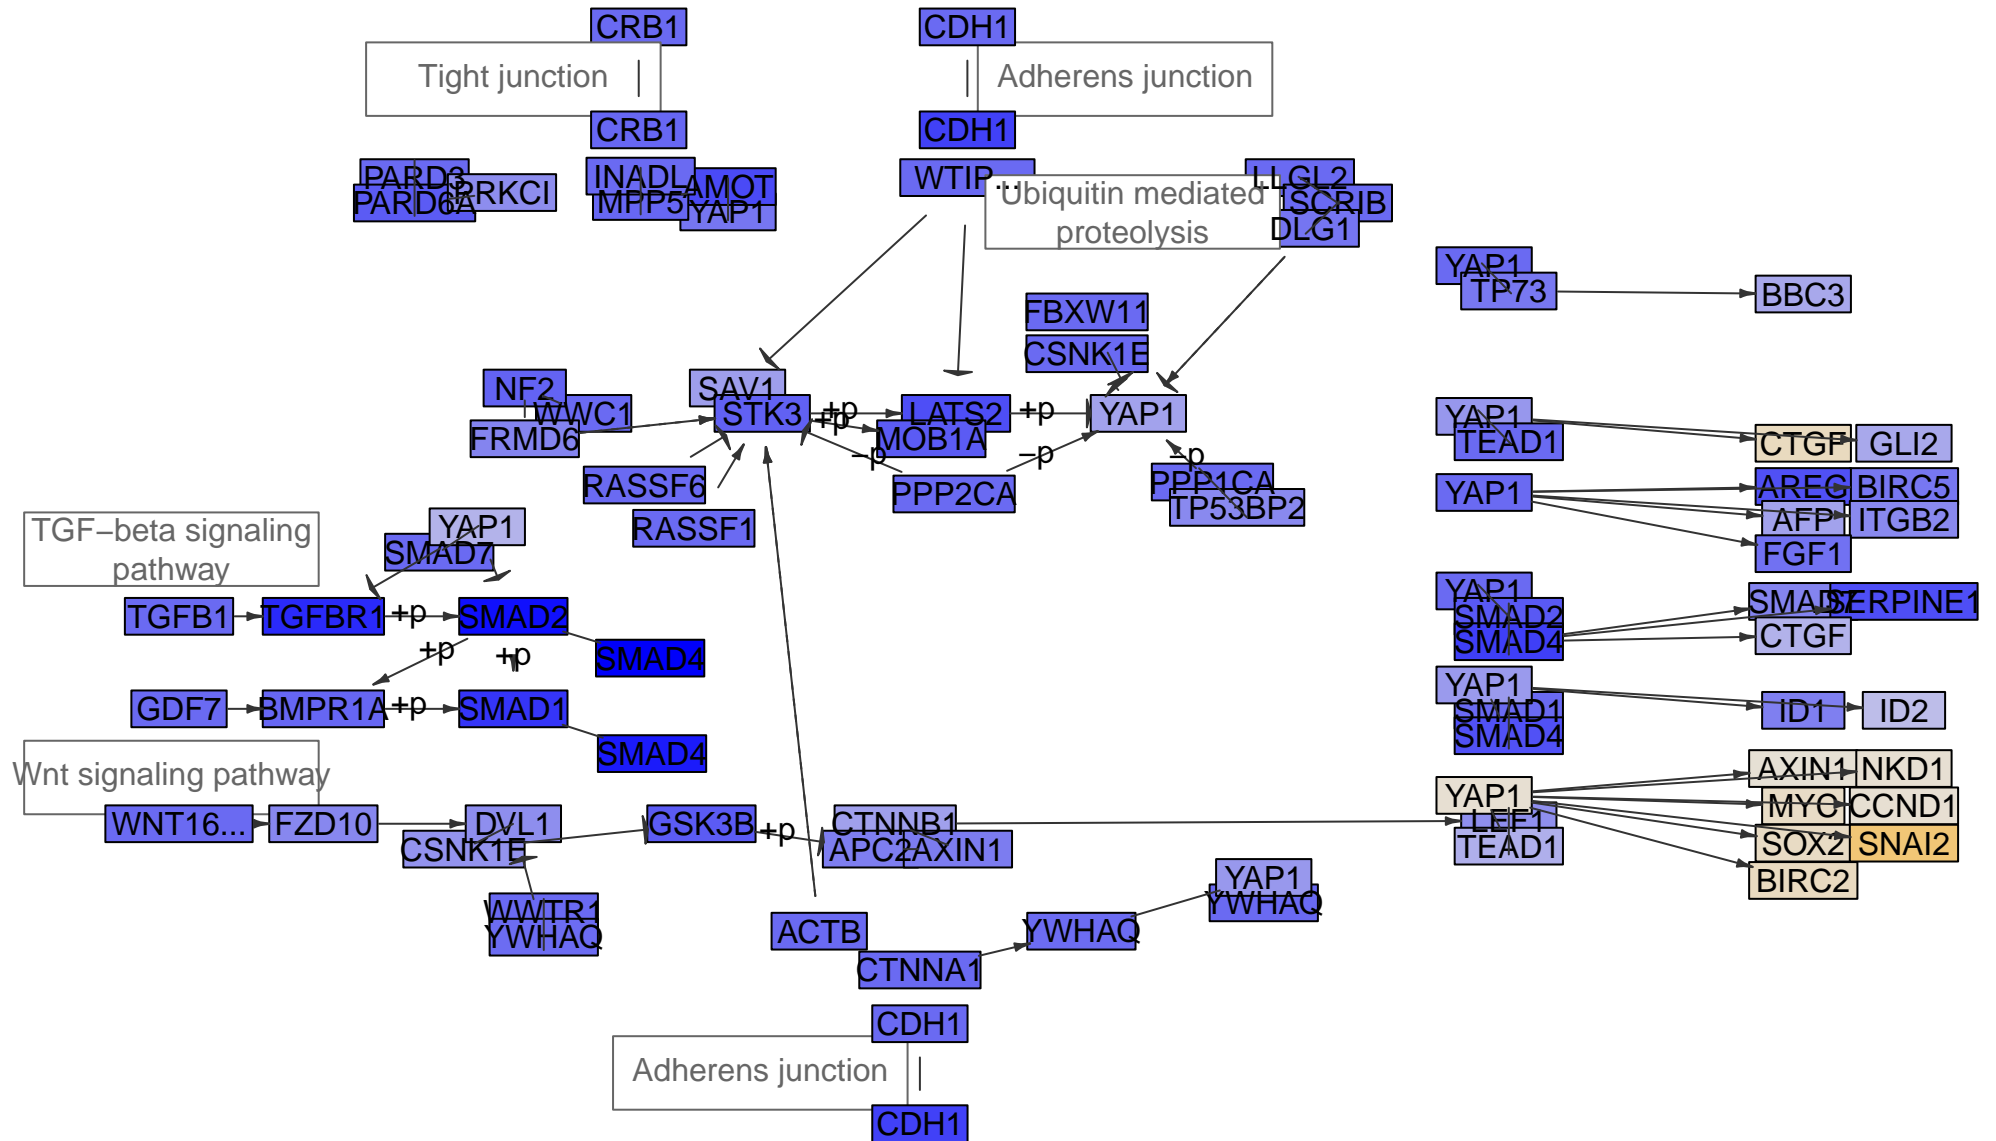 CRB1
CDH1
Tight junction
Adherens junction
CRB1
CDH1
PARD3
PARD6A
PRKCI
INADL
MPP5
AMOT
YAP1
WTIP...
LLGL2
SCRIB
DLG1
Ubiquitin mediated
proteolysis
YAP1
TP73
BBC3
FBXW11
CSNK1E
NF2
WWC1
FRMD6
SAV1
STK3
+p
+p
LATS2
MOB1A
+p
YAP1
YAP1
TEAD1
CTGF
GLI2
−p
−p
−p
RASSF6
RASSF1
PPP2CA
PPP1CA
TP53BP2
YAP1
AREG
BIRC5
AFP
ITGB2
FGF1
TGF−beta signaling
pathway
YAP1
SMAD7
TGFB1
TGFBR1
+p
SMAD2
+p
+p
SMAD4
YAP1
SMAD2
SMAD4
SMAD7
SERPINE1
CTGF
GDF7
BMPR1A
+p
SMAD1
SMAD4
YAP1
SMAD1
SMAD4
ID1
ID2
Wnt signaling pathway
WNT16...
FZD10
DVL1
CSNK1E
GSK3B
+p
CTNNB1
APC2
AXIN1
YAP1
LEF1
TEAD1
AXIN1
NKD1
MYC
CCND1
SOX2
SNAI2
BIRC2
WWTR1
YWHAQ
ACTB
CTNNA1
YWHAQ
YAP1
YWHAQ
CDH1
Adherens junction
CDH1